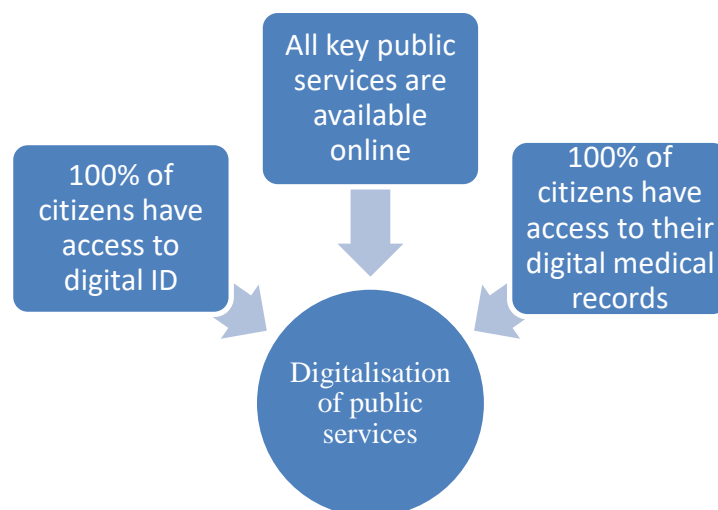 All key public
services are
available
online
100% of
citizens have
access to
digital ID
100% of
citizens have
access to their
digital medical
records
Digitalisation
of public
services